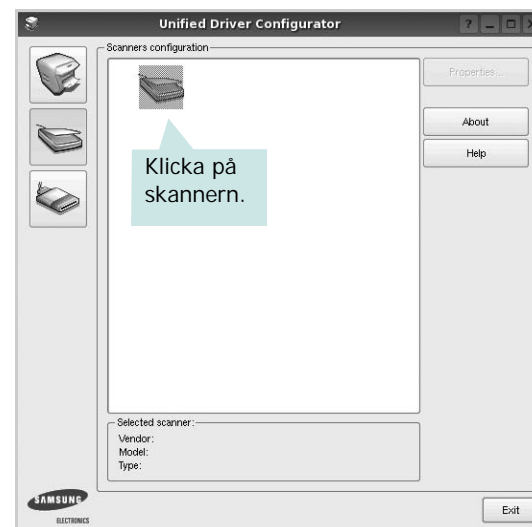 Unified Driver Configurator
Scanners configuration
Properties...
About
Help
Klicka på
skannern.
Selected scanner:
Vendor:
Model:
Type:
SAMSUNG
ELECTRONICS
Exit